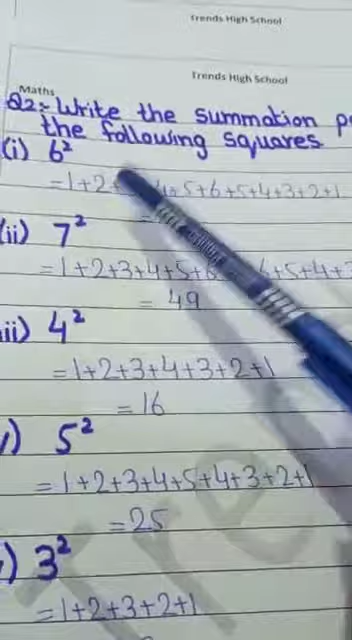 Trends High School
Trends High School
Maths
Q2:- Write the summation
the following squares
(i) 6²
=1+2+ 4+5+6+5+4+3+2+1
(ii) 7²
=1+2+3+4+5+6 6+5+4+3
= 49
ii) 4²
=1+2+3+4+3+2+1
=16
) 5²
=1+2+3+4+5+4+3+2+1
=25
) 3²
=1+2+3+2+1